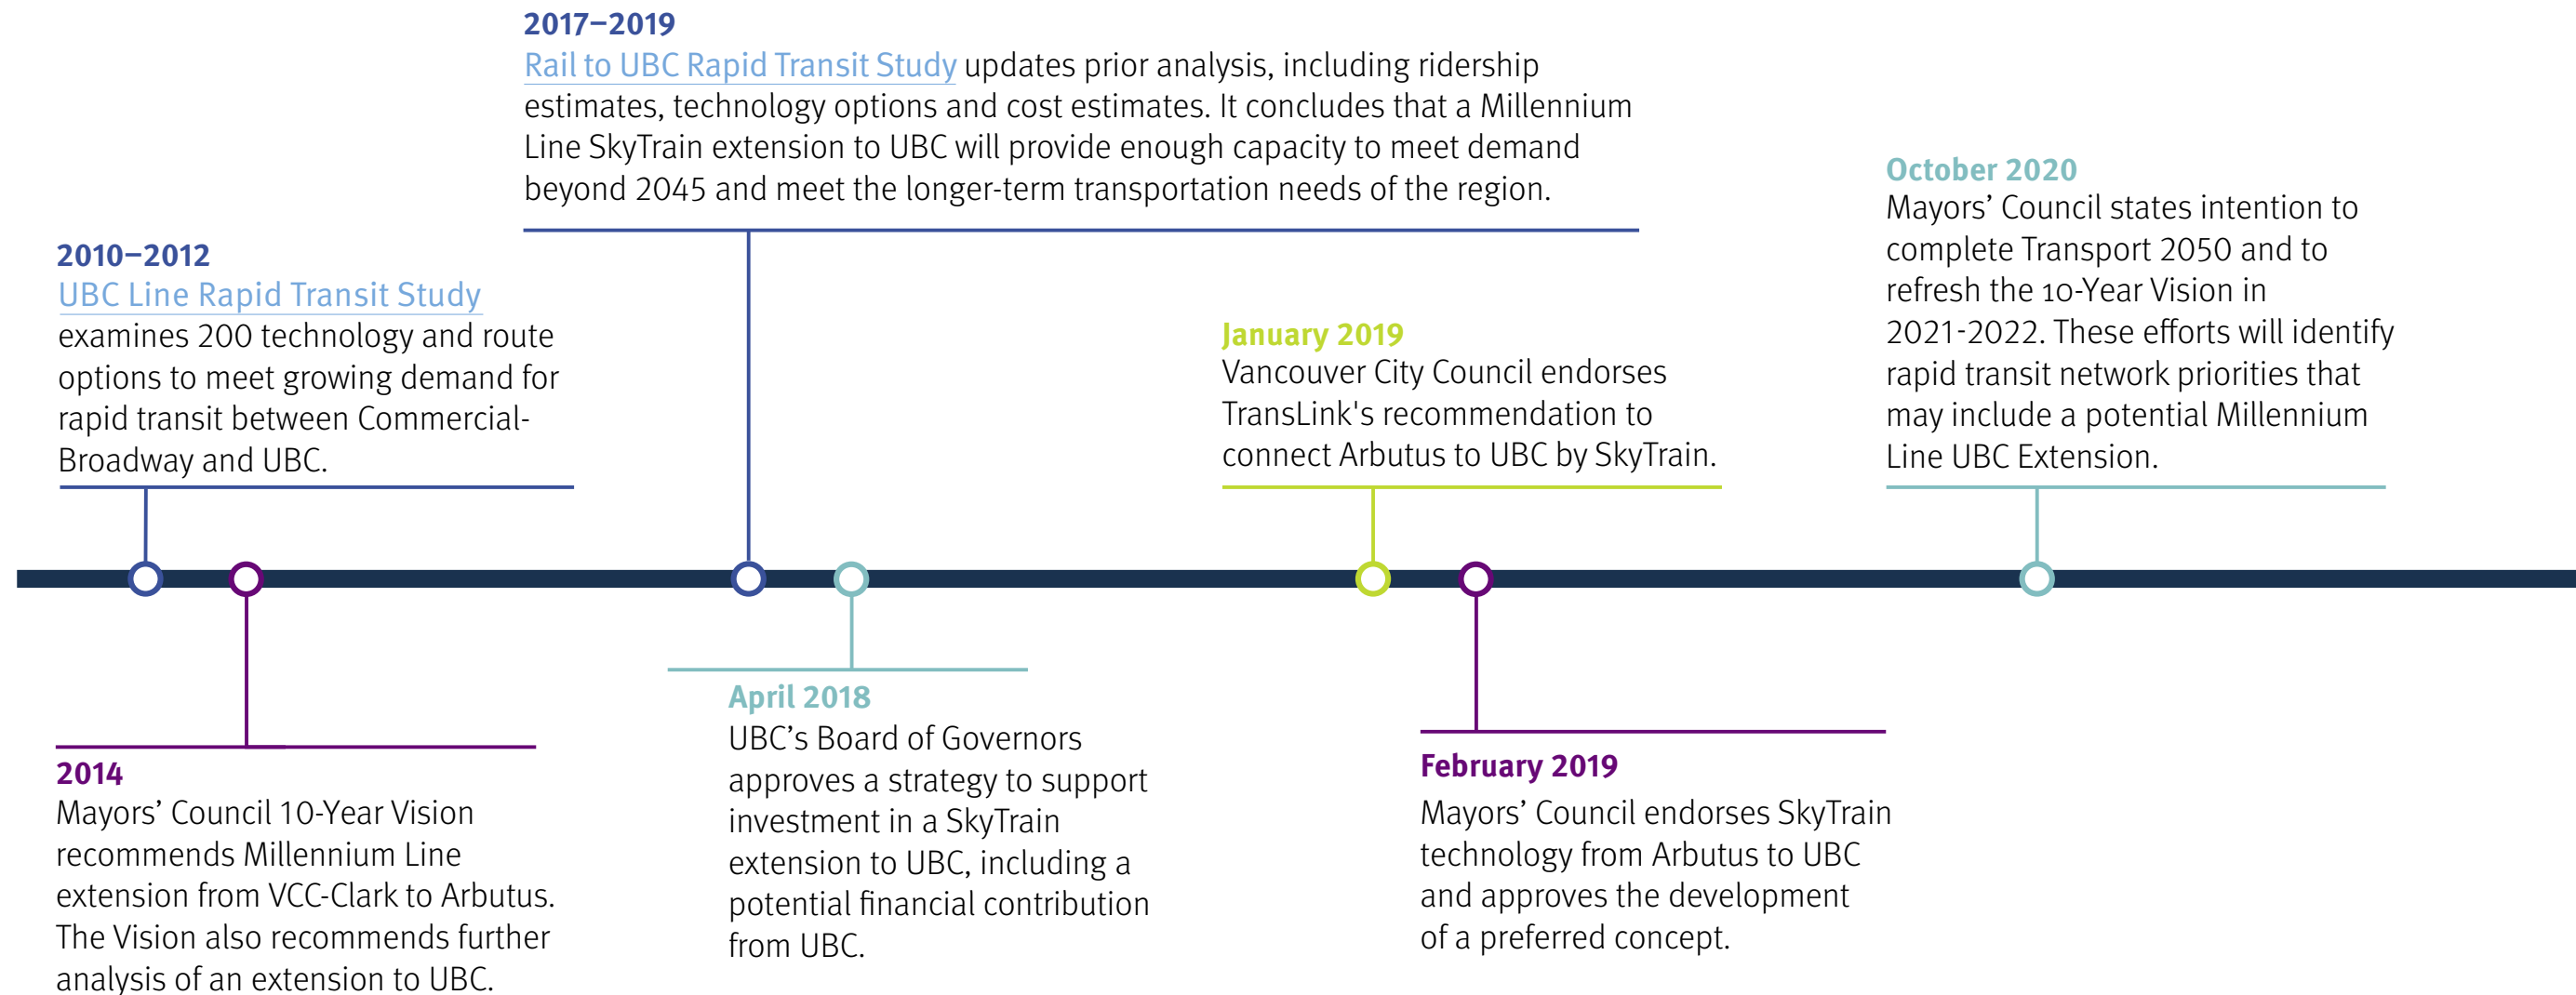 2017–2019
Rail to UBC Rapid Transit Study updates prior analysis, including ridership
estimates, technology options and cost estimates. It concludes that a Millennium
Line SkyTrain extension to UBC will provide enough capacity to meet demand
beyond 2045 and meet the longer-term transportation needs of the region.
2010–2012
UBC Line Rapid Transit Study
examines 200 technology and route
options to meet growing demand for
rapid transit between Commercial-
Broadway and UBC.
January 2019
Vancouver City Council endorses
TransLink's recommendation to
connect Arbutus to UBC by SkyTrain.
October 2020
Mayors’ Council states intention to
complete Transport 2050 and to
refresh the 10-Year Vision in
2021-2022. These efforts will identify
rapid transit network priorities that
may include a potential Millennium
Line UBC Extension.
2014
Mayors’ Council 10-Year Vision
recommends Millennium Line
extension from VCC-Clark to Arbutus.
The Vision also recommends further
analysis of an extension to UBC.
April 2018
UBC’s Board of Governors
approves a strategy to support
investment in a SkyTrain
extension to UBC, including a
potential financial contribution
from UBC.
February 2019
Mayors’ Council endorses SkyTrain
technology from Arbutus to UBC
and approves the development
of a preferred concept.